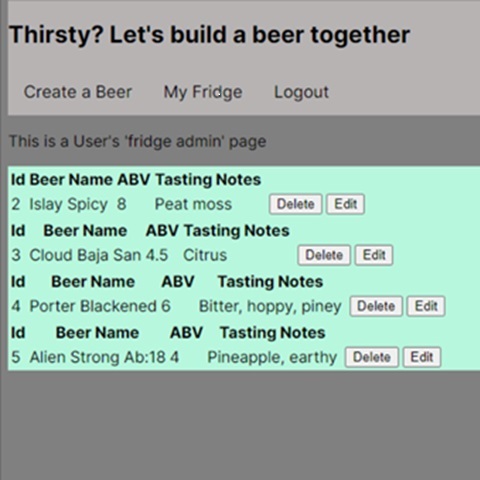 Thirsty? Let's build a beer together
Create a Beer My Fridge Logout
This is a User's 'fridge admin' page
Id Beer Name ABV Tasting Notes
2 Islay Spicy 8 Peat moss Delete Edit
Id Beer Name ABV Tasting Notes
3 Cloud Baja San 4.5 Citrus Delete Edit
Id Beer Name ABV Tasting Notes
4 Porter Blackened 6 Bitter, hoppy, piney Delete Edit
Id Beer Name ABV Tasting Notes
5 Alien Strong Ab:18 4 Pineapple, earthy Delete Edit